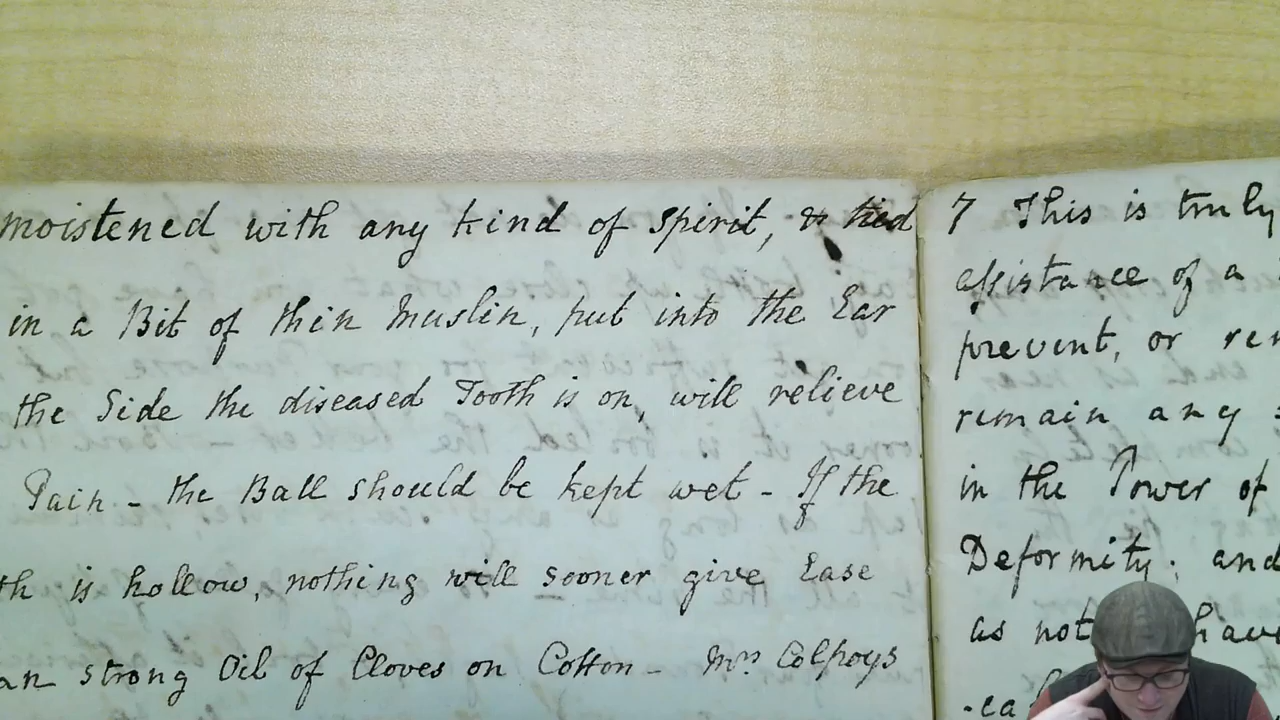 moistened with any kind of Spirit, & tied
in a Bit of thin Muslin, put into the Ear
the Side the diseased Tooth is on, will relieve
Pain - the Ball should be kept wet - If the
th is hollow, nothing will sooner give Ease
an strong Oil of Cloves on Cotton - Mrs Colpoys
7 This is truly
assistance of a
prevent, or
remain any
in the Power of
Deformity; and
as not have